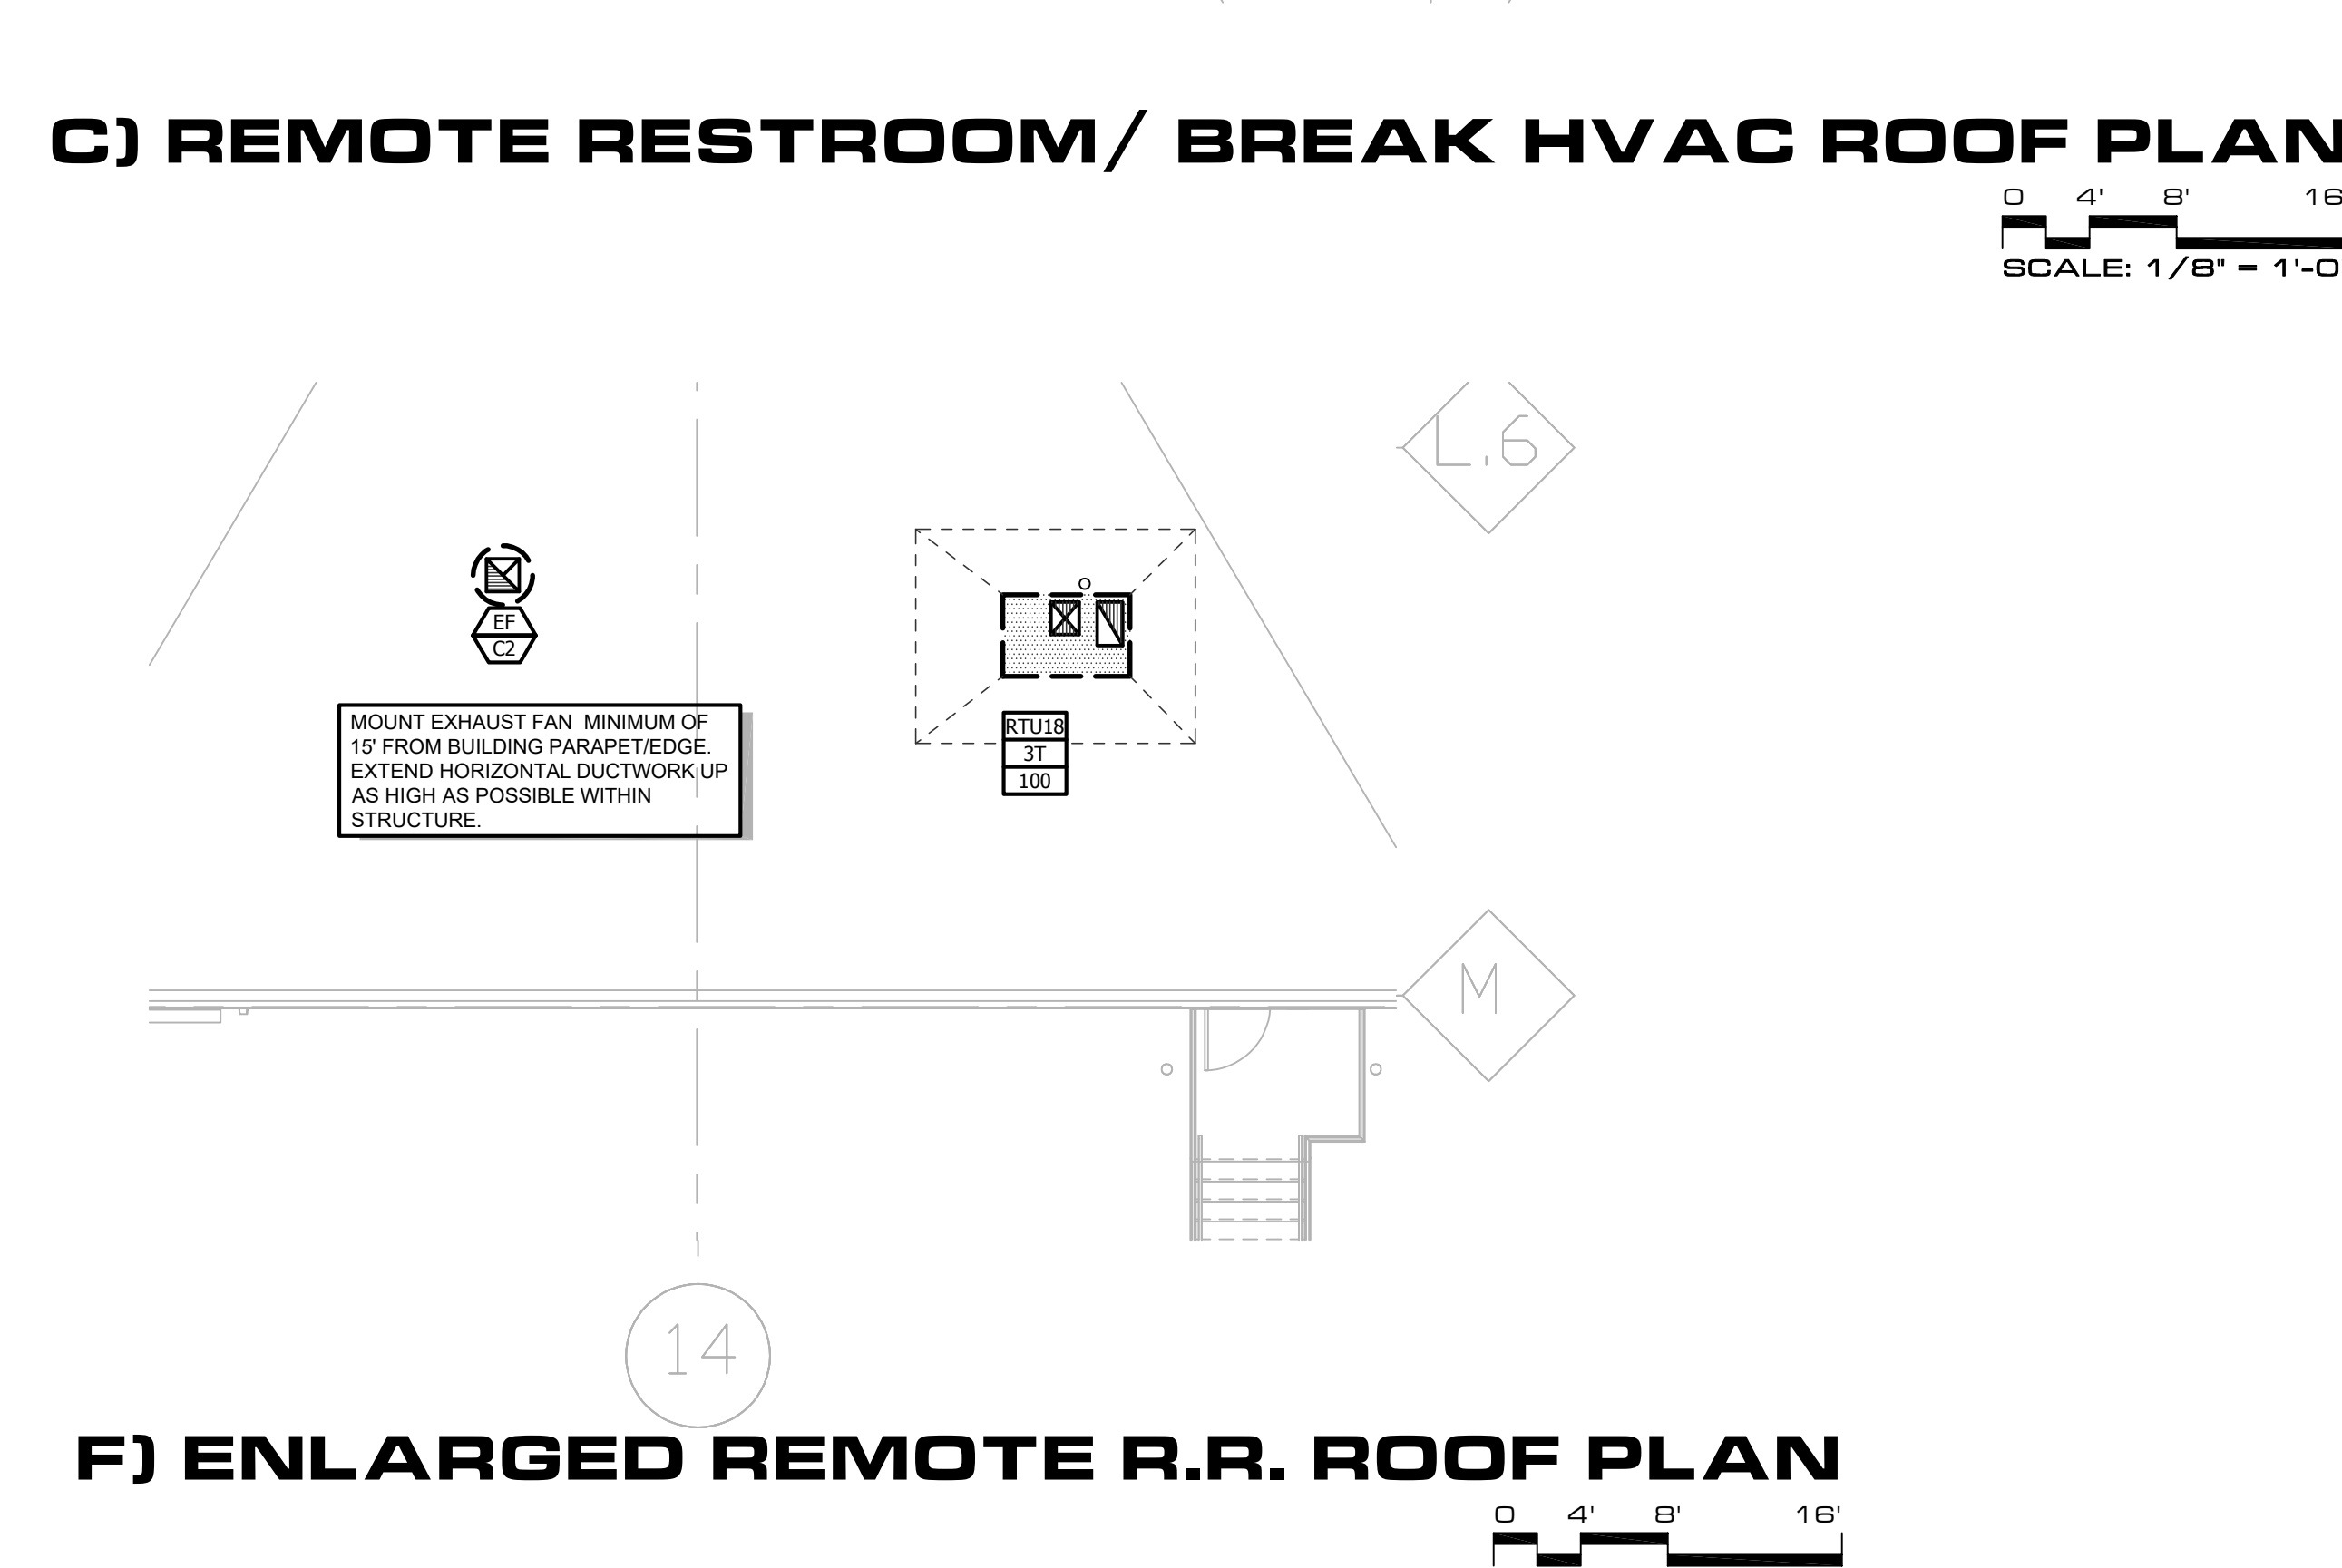 C) REMOTE RESTROOM/ BREAK HVAC ROOF PLAN
0 4' 8' 16
SCALE: 1/8" = 1'-0
L.6
EF
C2
MOUNT EXHAUST FAN MINIMUM OF
15' FROM BUILDING PARAPET/EDGE.
EXTEND HORIZONTAL DUCTWORK UP
AS HIGH AS POSSIBLE WITHIN
STRUCTURE.
RTU18
3T
100
M
14
F) ENLARGED REMOTE R.R. ROOF PLAN
0 4' 8' 16'